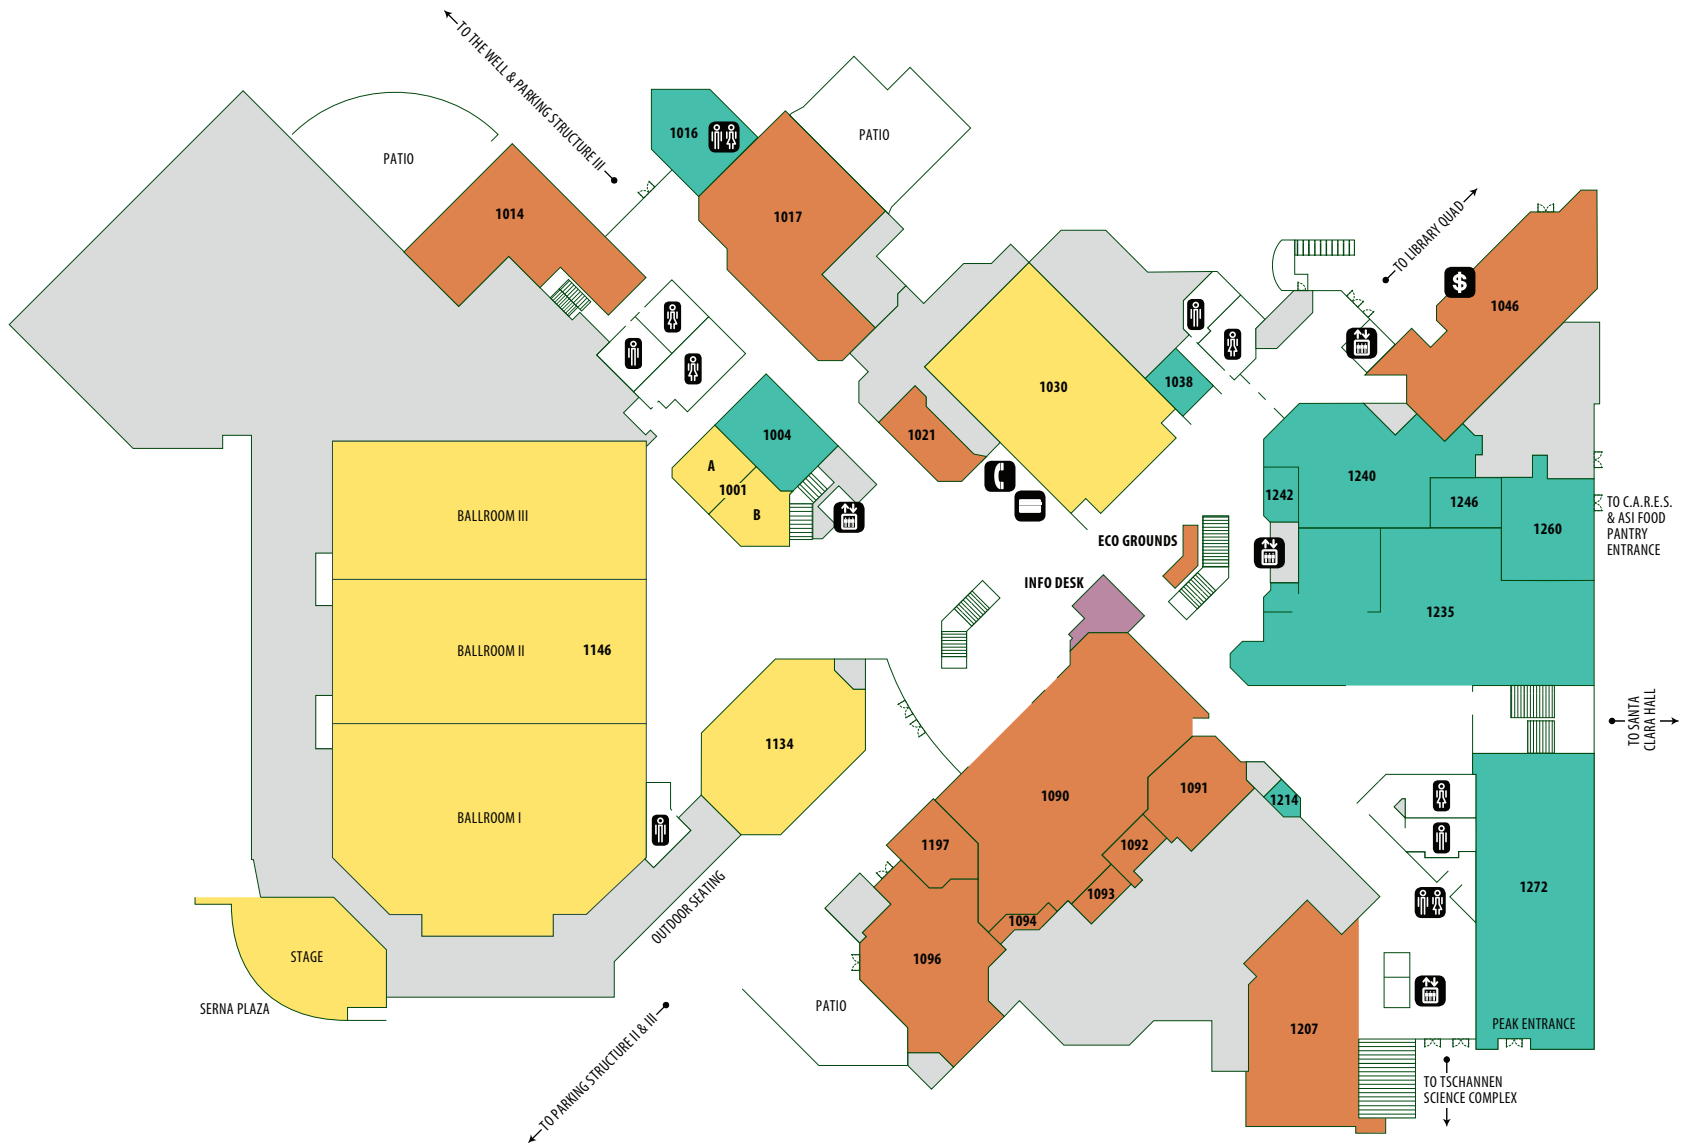 TO THE WELL & PARKING STRUCTURE III
PATIO
1016
PATIO
1014
1017
TO LIBRARY QUAD
$
1046
1030
1038
1004
1021
A
1001
B
1240
1242
1246
1260
TO C.A.R.E.S.
& ASI FOOD
PANTRY
ENTRANCE
BALLROOM III
ECO GROUNDS
INFO DESK
1235
BALLROOM II
1146
TO SANTA
CLARA HALL
1134
1090
1091
1214
BALLROOM I
1197
1092
1093
1094
1272
OUTDOOR SEATING
STAGE
1096
SERNA PLAZA
PATIO
1207
PEAK ENTRANCE
TO PARKING STRUCTURE II & III
TO TSCHANNEN
SCIENCE COMPLEX